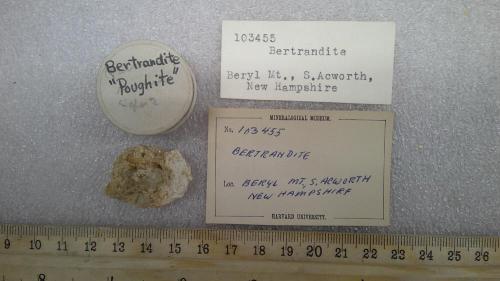 Bertrandite
"Poughite"
103455
Bertrandite
Beryl Mt., S.Acworth,
New Hampshire
MINERALOGICAL MUSEUM.
No. 103455
BERTRANDITE
Loc. BERYL MT, S. ACWORTH
NEW HAMPSHIRE
HARVARD UNIVERSITY.
9 10 11 12 13 14 15 16 17 18 19 20 21 22 23 24 25 26
8